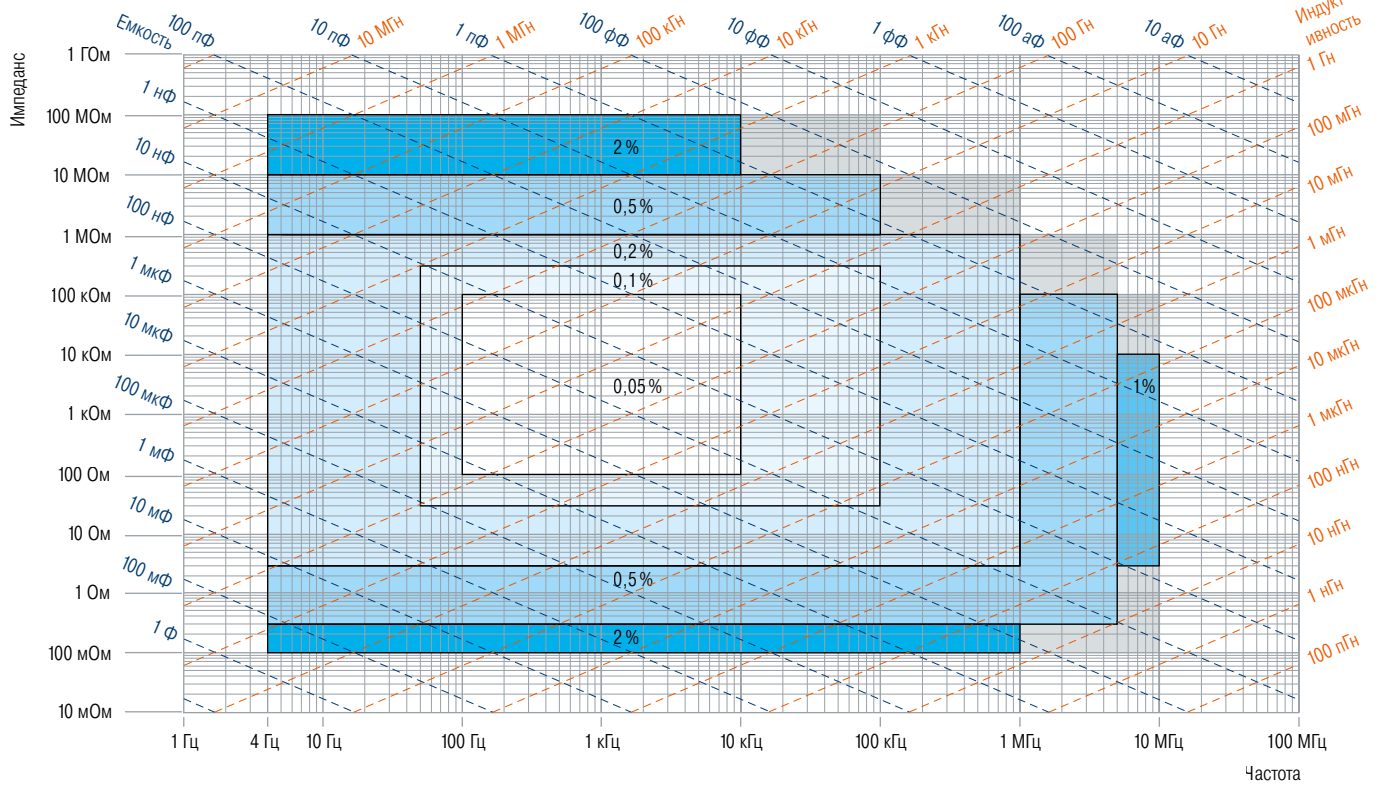 Емкость
100 пФ
10 пФ
10 МГн
1 пФ
1 МГн
100 фФ
100 кГн
10 фФ
10 кГн
1 фФ
1 кГн
100 аФ
100 Гн
10 аФ
10 Гн
ивность
Импеданс
1 ГОм
1 нФ
1 Гн
100 МОм
2 %
100 мГн
10 нФ
10 МОм
10 мГн
0,5 %
100 нФ
1 МОм
0,2 %
1 мГн
1 мкФ
0,1 %
100 кОм
100 мкГн
10 мкФ
10 кОм
10 мкГн
0,05 %
1%
100 мкФ
1 кОм
1 мкГн
1 мФ
100 Ом
100 нГн
10 мФ
10 Ом
10 нГн
100 мФ
0,5 %
1 Ом
1 нГн
1 Ф
2 %
100 мОм
100 пГн
10 мОм
1 Гц
4 Гц
10 Гц
100 Гц
1 кГц
10 кГц
100 кГц
1 МГц
10 МГц
100 МГц
Частота